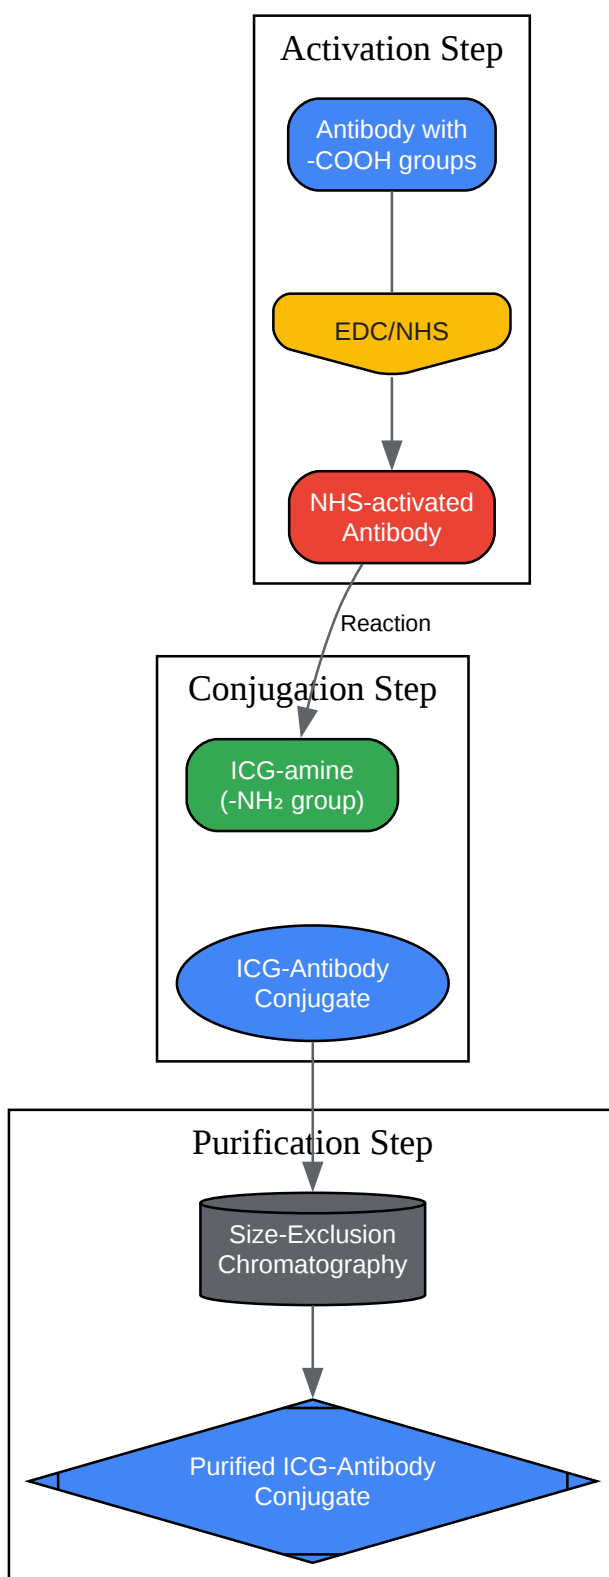 Activation Step
Antibody with
-COOH groups
EDC/NHS
NHS-activated
Antibody
Reaction
Conjugation Step
ICG-amine
(-NH₂ group)
ICG-Antibody
Conjugate
Purification Step
Size-Exclusion
Chromatography
Purified ICG-Antibody
Conjugate